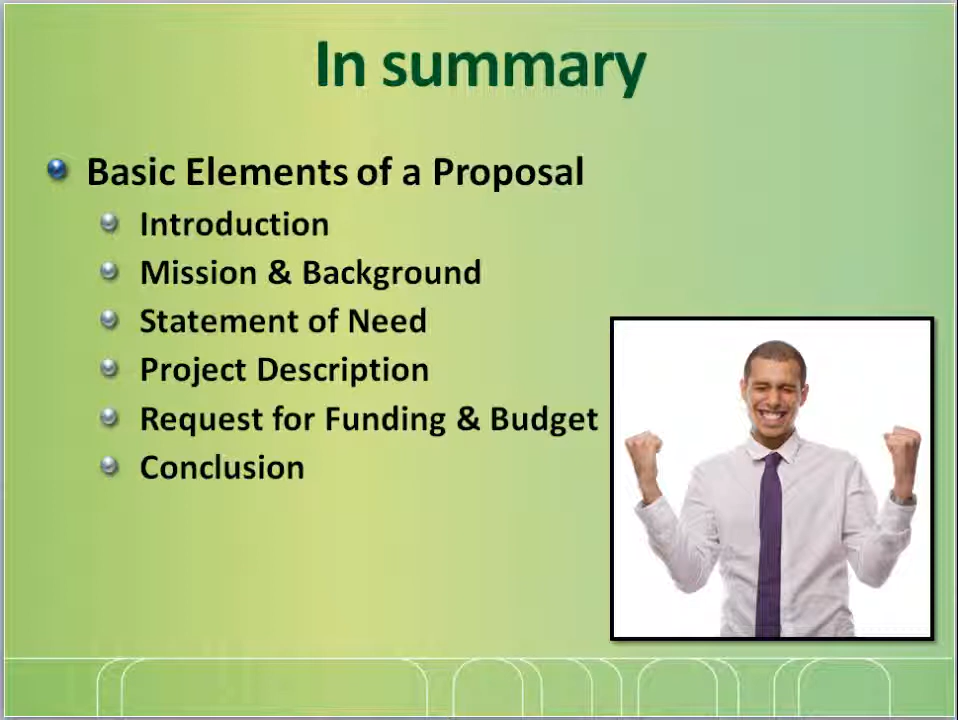 In summary
Basic Elements of a Proposal
Introduction
Mission & Background
Statement of Need
Project Description
Request for Funding & Budget
Conclusion